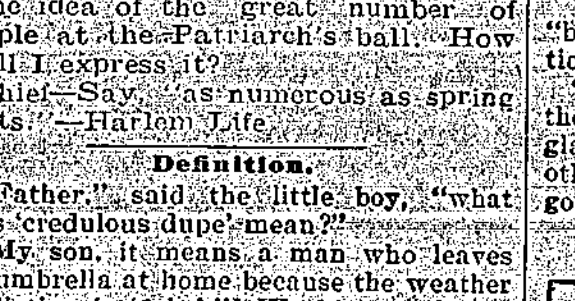 idea of the great number of
ple at the Patriarch's ball. How
ll I express it?
hief—Say, "as numerous as spring
ts."—Harlem Life.
Definition.
Father," said the little boy, "what
s 'credulous dupe' mean?"
My son, it means a man who leaves
umbrella at home because the weather
"b
tic
the
gla
oth
go